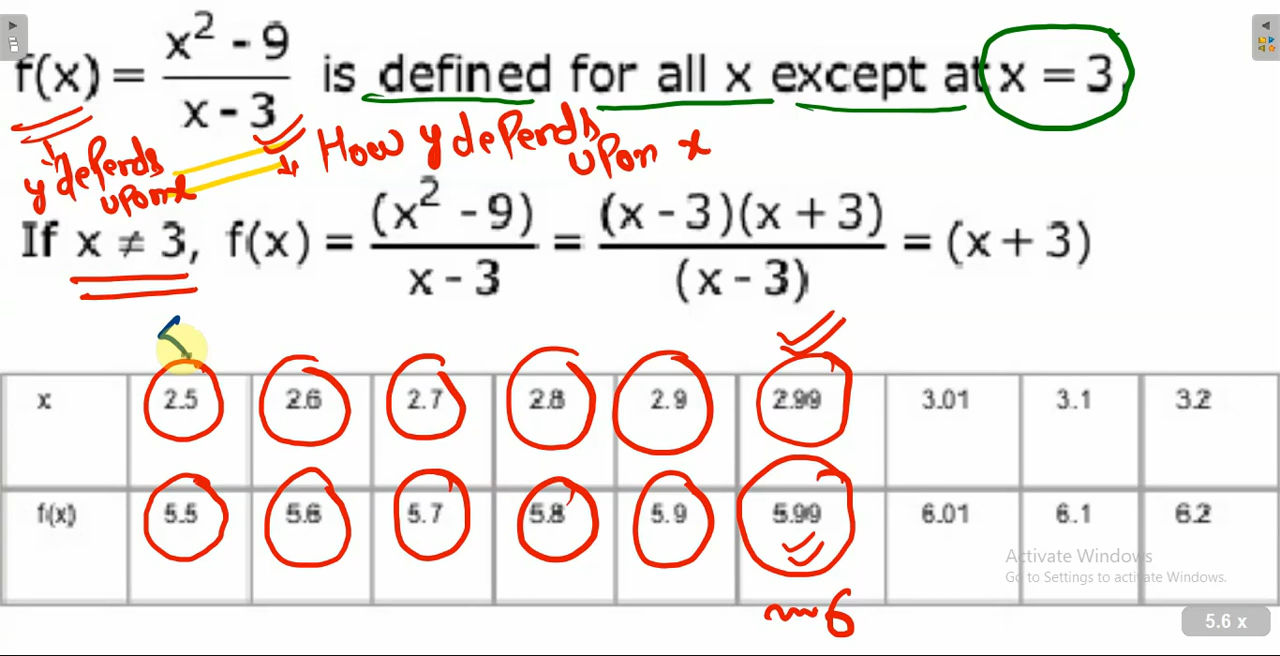 f(x) = x² - 9 / x - 3 is defined for all x except at x = 3
y depends upon x
How y depends upon x
If x ≠ 3, f(x) = (x² - 9) / x - 3 = (x - 3)(x + 3) / (x - 3) = (x + 3)
x 2.5 2.6 2.7 2.8 2.9 2.99 3.01 3.1 3.2
f(x) 5.5 5.6 5.7 5.8 5.9 5.99 6.01 6.1 6.2
6
Activate Windows
Go to Settings to activate Windows.
5.6 x